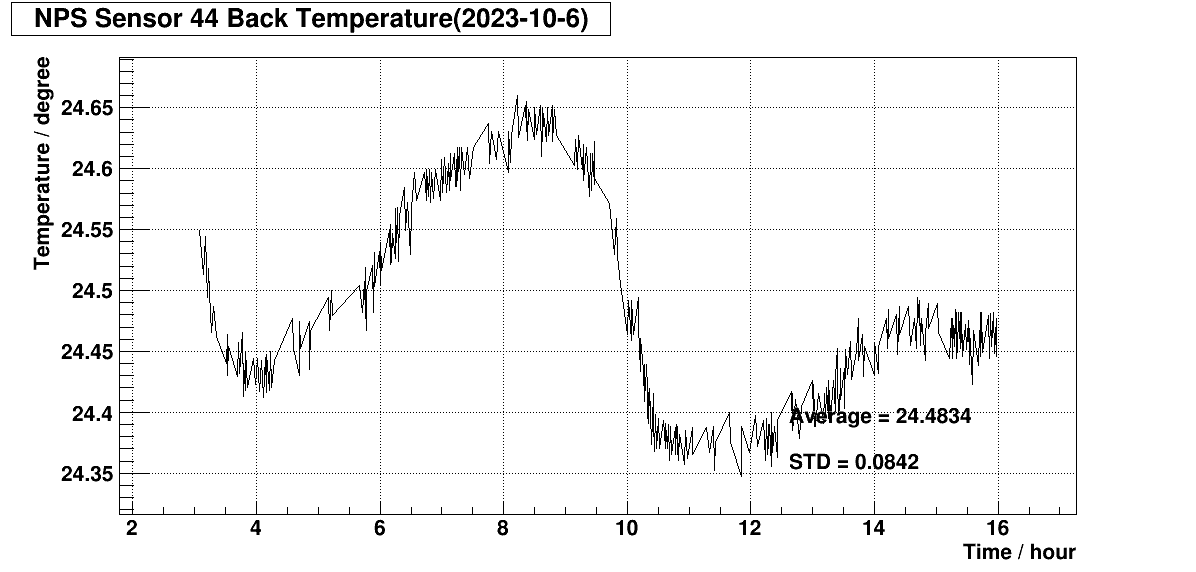 NPS Sensor 44 Back Temperature(2023-10-6)
Temperature / degree
24.65
24.6
24.55
24.5
24.45
24.4
24.35
Average = 24.4834
STD = 0.0842
2 4 6 8 10 12 14 16
Time / hour